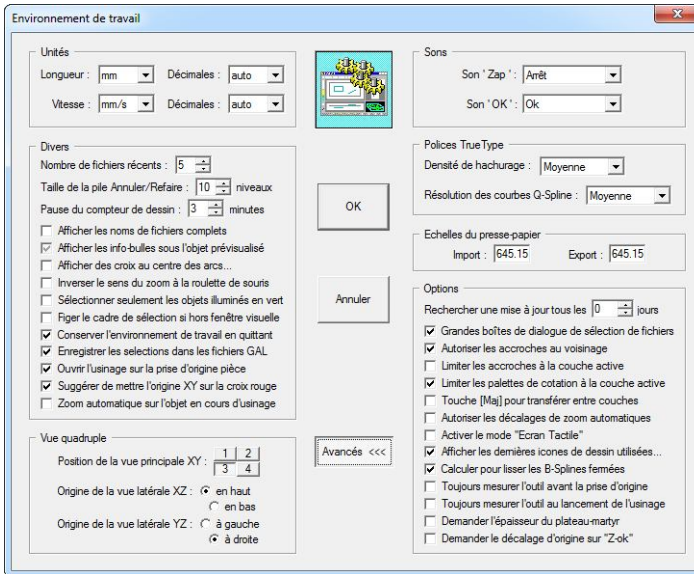 Environnement de travail
Unités
Longueur : mm Décimales : auto
Vitesse : mm/s Décimales : auto
Divers
Nombre de fichiers récents : 5
Taille de la pile Annuler/Refaire : 10 niveaux
Pause du compteur de dessin : 3 minutes
Afficher les noms de fichiers complets
Afficher les info-bulles sous l'objet prévisualisé
Afficher des croix au centre des arcs...
Inverser le sens du zoom à la roulette de souris
Sélectionner seulement les objets illuminés en vert
Figer le cadre de sélection si hors fenêtre visuelle
Conserver l'environnement de travail en quittant
Enregistrer les selections dans les fichiers GAL
Ouvrir l'usinage sur la prise d'origine pièce
Suggérer de mettre l'origine XY sur la croix rouge
Zoom automatique sur l'objet en cours d'usinage
Vue quadruple
Position de la vue principale XY : 1 2
3 4
Origine de la vue latérale XZ : en haut
en bas
Origine de la vue latérale YZ : à gauche
à droite
OK
Annuler
Avancés <<<
Sons
Son ' Zap ' : Arrêt
Son ' OK ' : Ok
Polices TrueType
Densité de hachurage : Moyenne
Résolution des courbes Q-Spline : Moyenne
Echelles du presse-papier
Import : 645.15 Export : 645.15
Options
Rechercher une mise à jour tous les 0 jours
Grandes boîtes de dialogue de sélection de fichiers
Autoriser les accroches au voisinage
Limiter les accroches à la couche active
Limiter les palettes de cotation à la couche active
Touche [Maj] pour transférer entre couches
Autoriser les décalages de zoom automatiques
Activer le mode "Ecran Tactile"
Afficher les dernières icones de dessin utilisées...
Calculer pour lisser les B-Splines fermées
Toujours mesurer l'outil avant la prise d'origine
Toujours mesurer l'outil au lancement de l'usinage
Demander l'épaisseur du plateau-martyr
Demander le décalage d'origine sur "Z-ok"